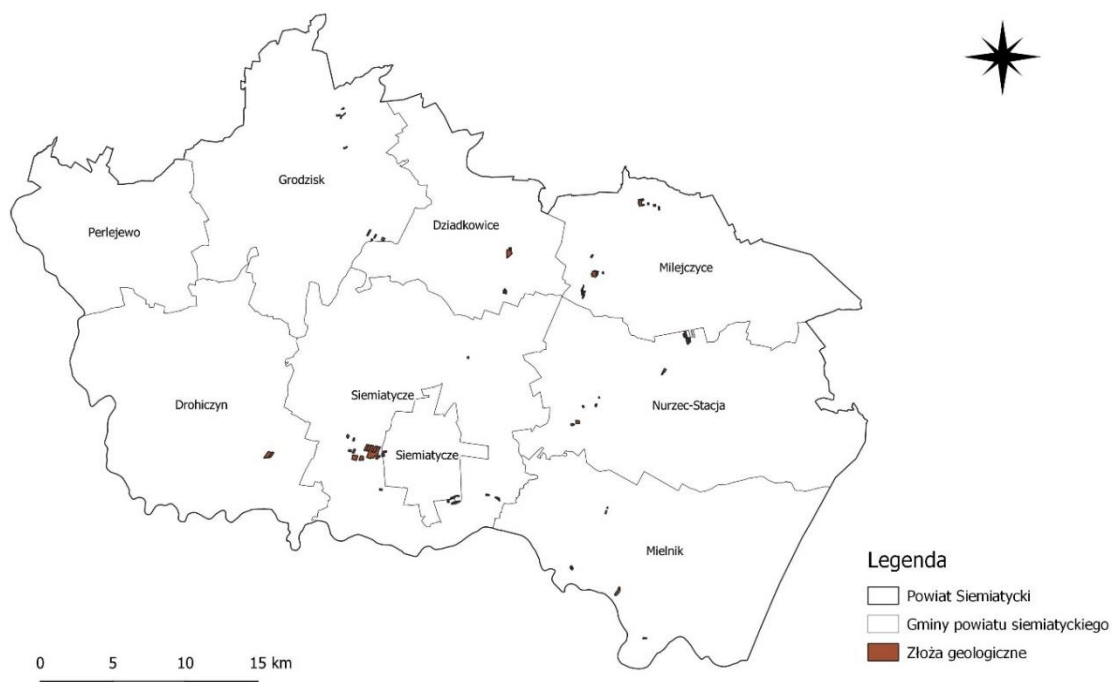 Grodzisk
Perlejewo
Dziadkowice
Milejczyce
Drohiczyn
Siemiatycze
Nurzec-Stacja
Siemiatycze
Mielnik
Legenda
Powiat Siemiatycki
Gminy powiatu siemiatyckiego
Złoża geologiczne
0 5 10 15 km